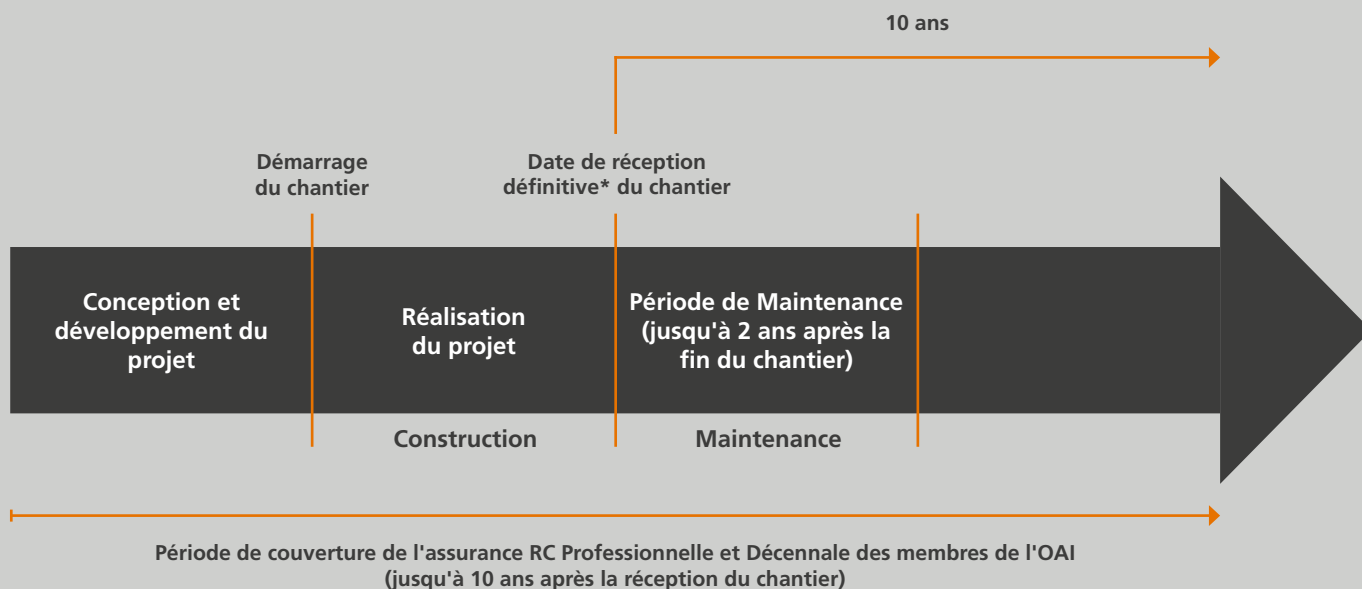 10 ans
Démarrage
du chantier
Date de réception
définitive* du chantier
Conception et
développement du
projet
Réalisation
du projet
Période de Maintenance
(jusqu'à 2 ans après la
fin du chantier)
Construction
Maintenance
Période de couverture de l'assurance RC Professionnelle et Décennale des membres de l'OAI
(jusqu'à 10 ans après la réception du chantier)